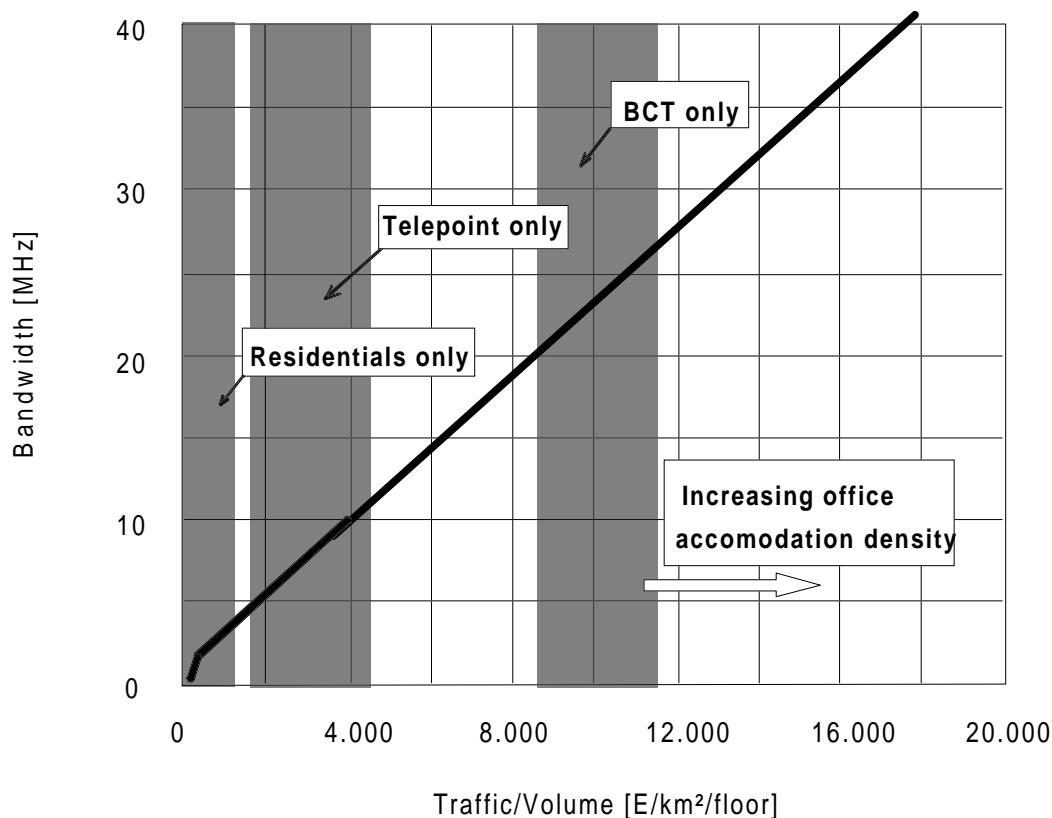 40
BCT only
30
Telepoint only
Bandwidth [MHz]
20
Residentials only
Increasing office
10
accomodation density
0
0
4.000
8.000
12.000
16.000
20.000
Traffic/Volume [E/km²/floor]